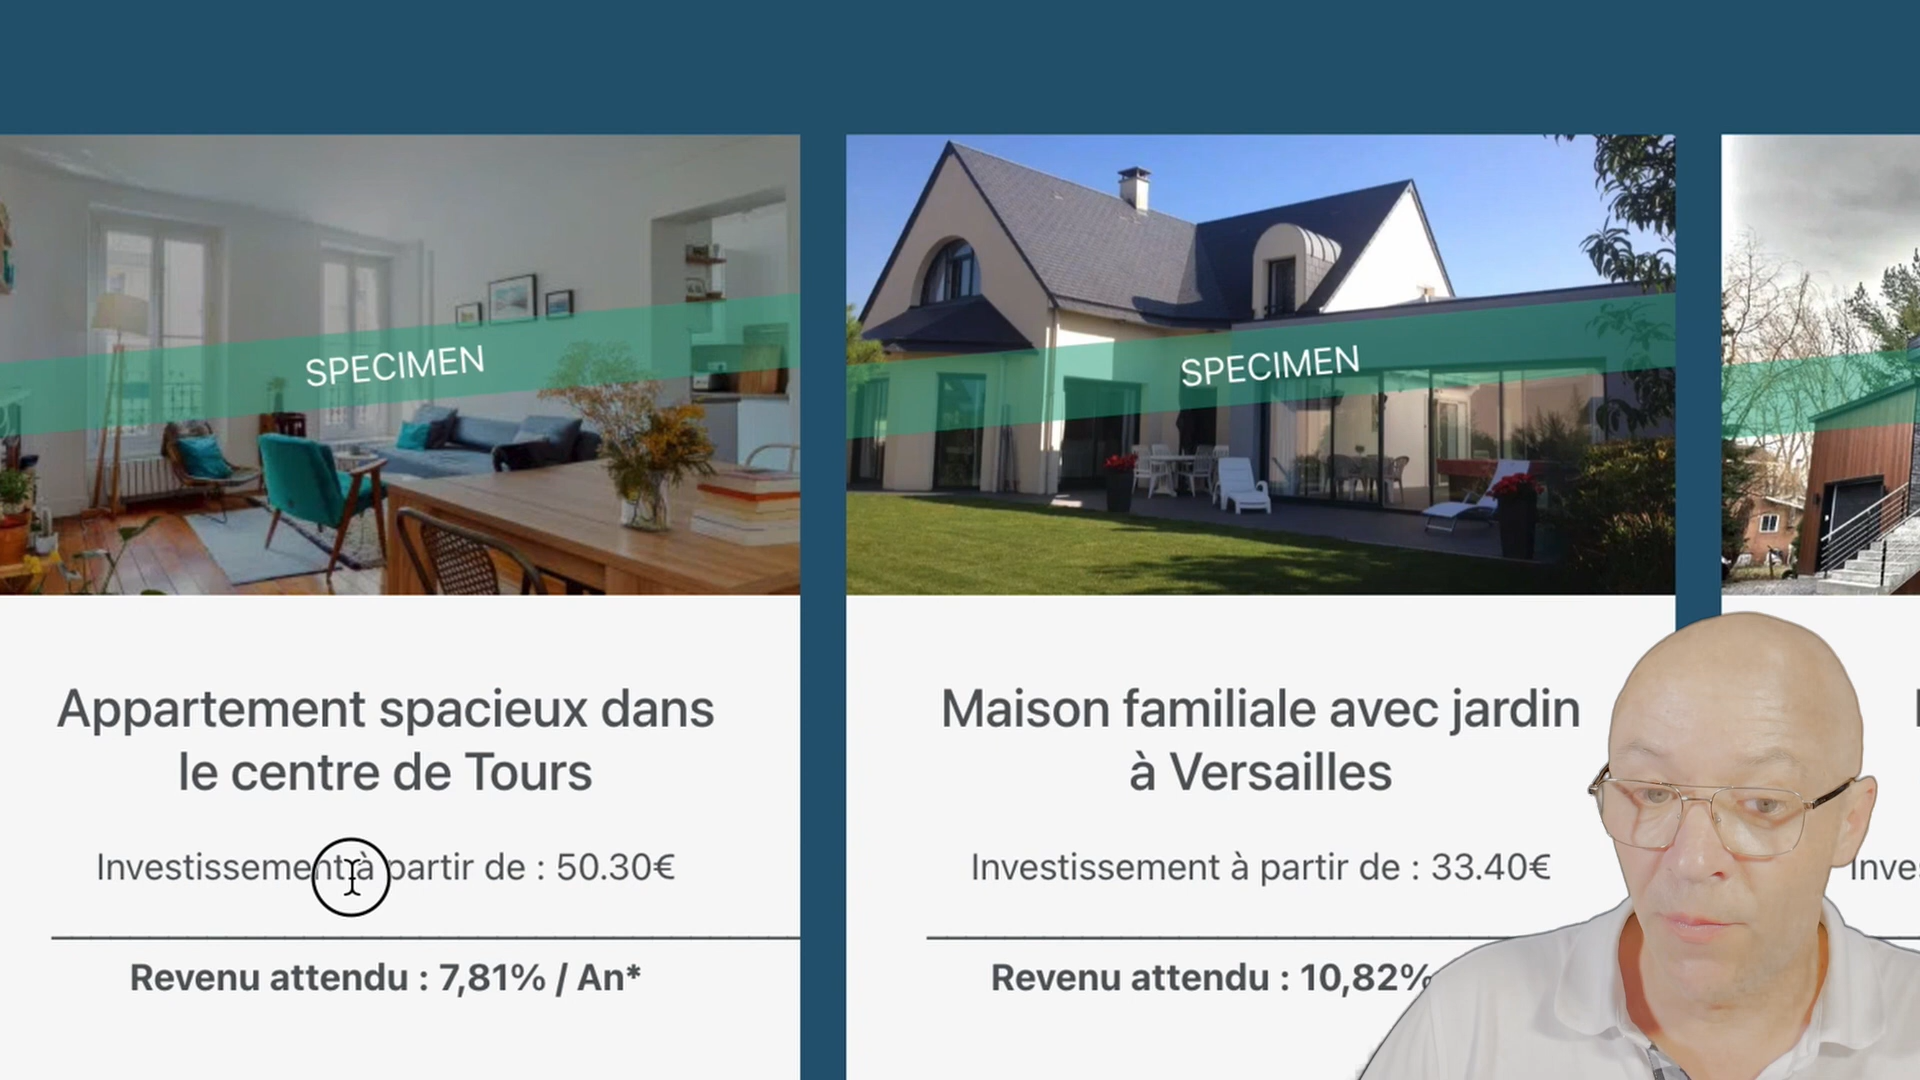 SPECIMEN
SPECIMEN
Appartement spacieux dans
le centre de Tours
Investissement à partir de : 50.30€
Revenu attendu : 7,81% / An*
Maison familiale avec jardin
à Versailles
Investissement à partir de : 33.40€
Revenu attendu : 10,82%
Inve